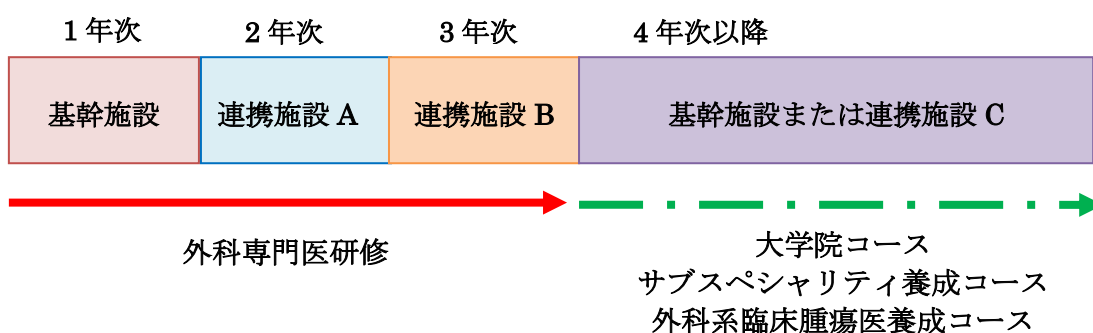 1年次 2年次 3年次 4年次以降
基幹施設 連携施設 A 連携施設 B 基幹施設または連携施設 C
外科専門医研修
大学院コース
サブスペシャリティ養成コース
外科系臨床腫瘍医養成コース